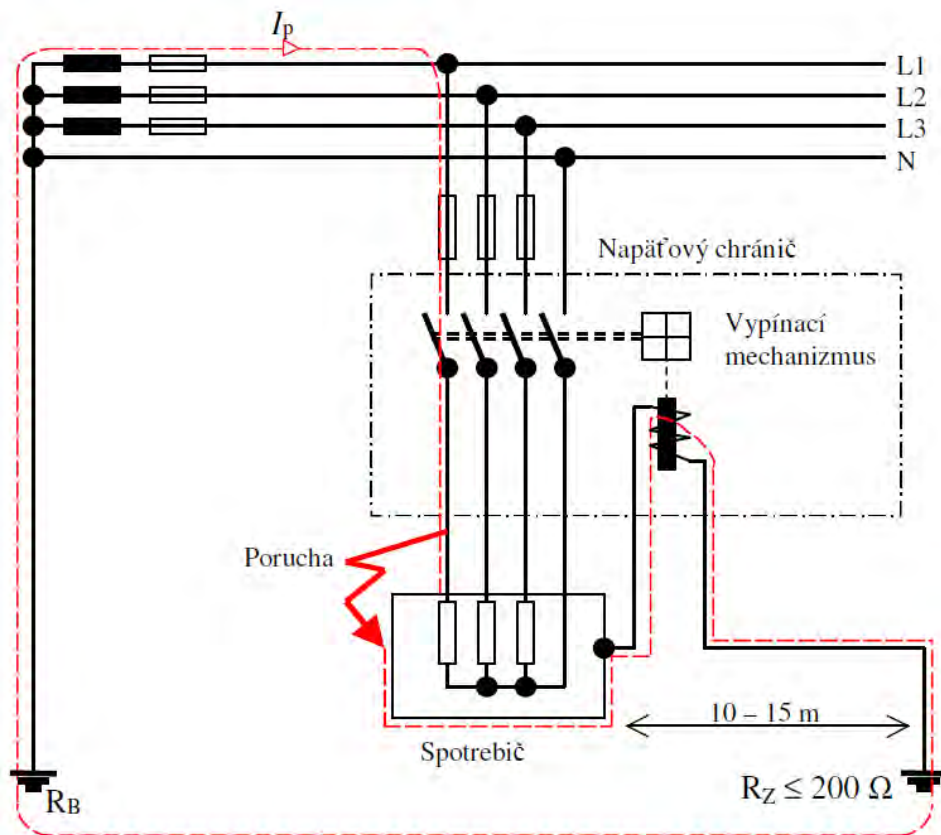 Ip
L1
L2
L3
N
Napäťový chránič
Vypínací
mechanizmus
Porucha
10 – 15 m
Spotrebič
RB
RZ ≤ 200 Ω